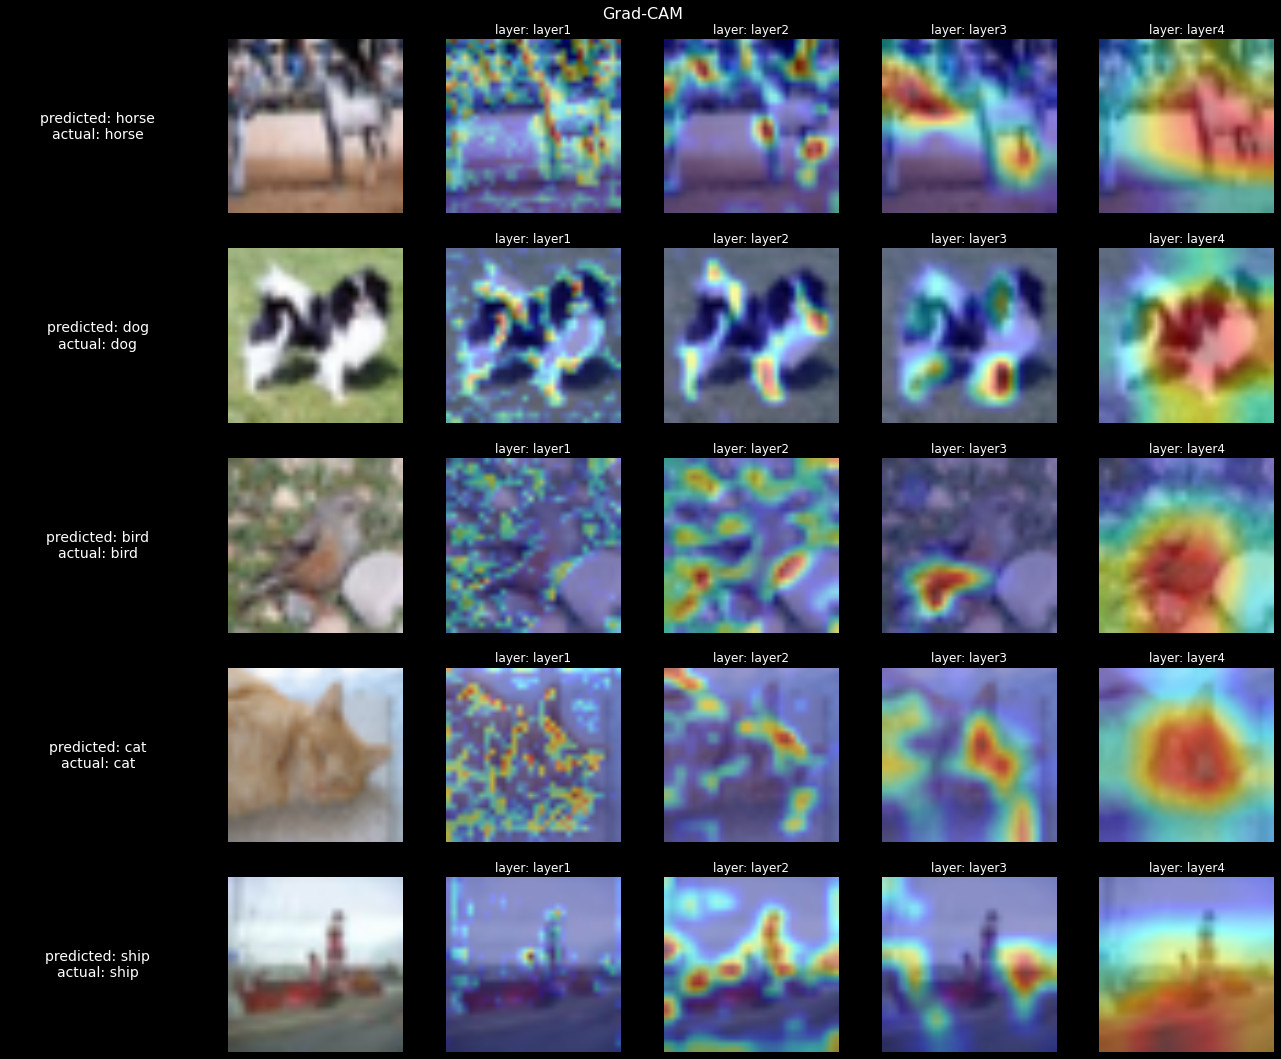 Grad-CAM
layer: layer1
layer: layer2
layer: layer3
layer: layer4
predicted: horse
actual: horse
layer: layer1
layer: layer2
layer: layer3
layer: layer4
predicted: dog
actual: dog
layer: layer1
layer: layer2
layer: layer3
layer: layer4
predicted: bird
actual: bird
layer: layer1
layer: layer2
layer: layer3
layer: layer4
predicted: cat
actual: cat
layer: layer1
layer: layer2
layer: layer3
layer: layer4
predicted: ship
actual: ship